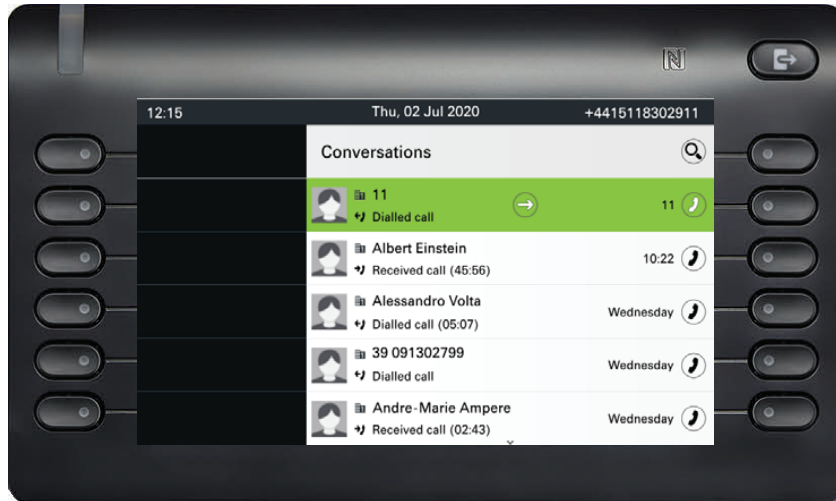 12:15 Thu, 02 Jul 2020 +4415118302911
Conversations
11
Dialled call
11
Albert Einstein
Received call (45:56)
10:22
Alessandro Volta
Dialled call (05:07)
Wednesday
39 091302799
Dialled call
Wednesday
Andre-Marie Ampere
Received call (02:43)
Wednesday